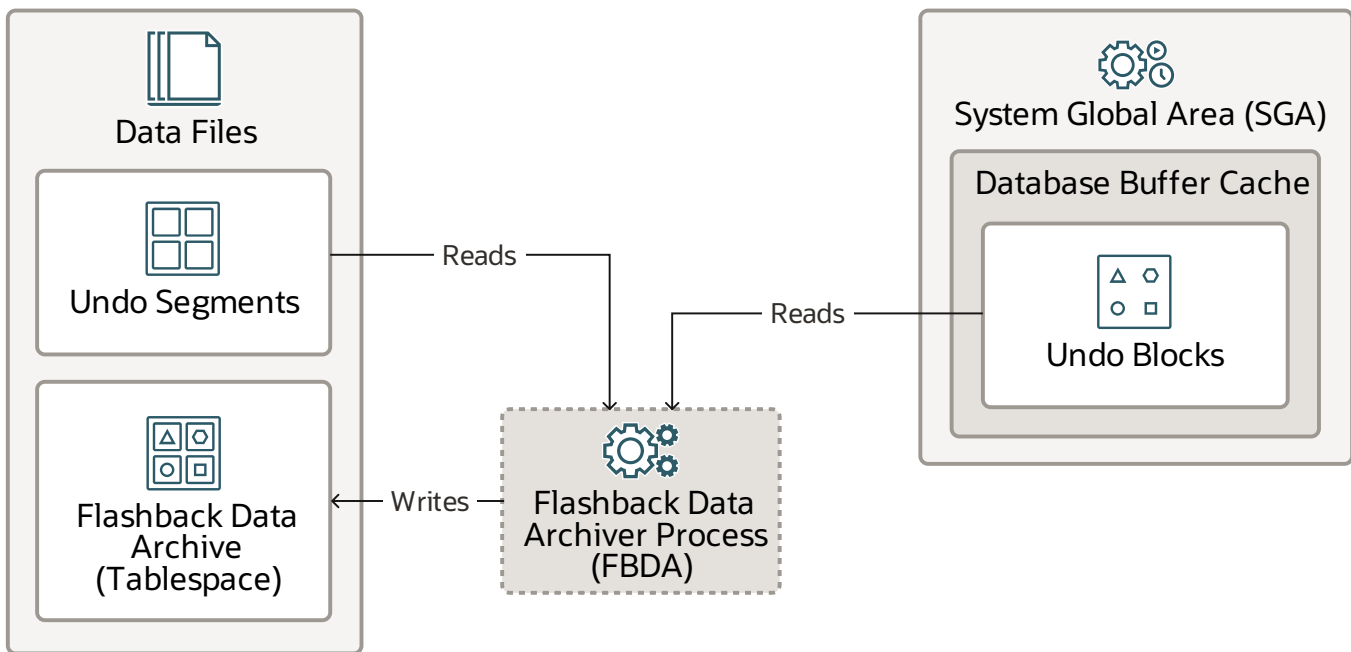 Data Files
Undo Segments
Flashback Data
Archive
(Tablespace)
Reads
Writes
Flashback Data
Archiver Process
(FBDA)
Reads
System Global Area (SGA)
Database Buffer Cache
Undo Blocks